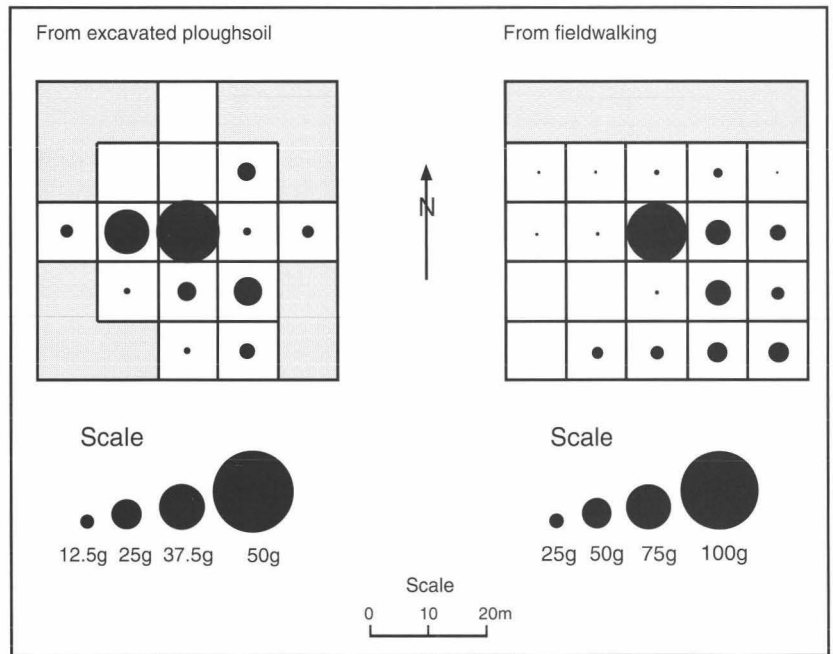 From excavated ploughsoil
From fieldwalking
N
Scale
12.5g 25g 37.5g 50g
Scale
25g 50g 75g 100g
Scale
0 10 20m